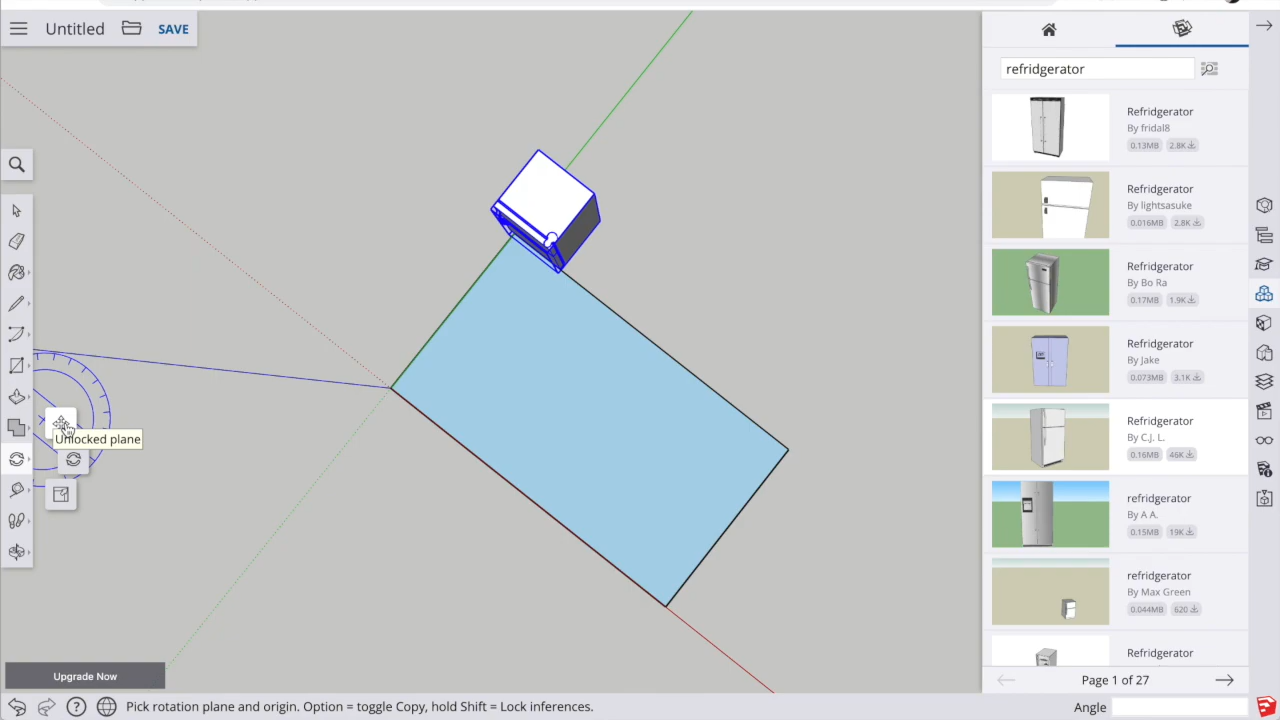 Untitled
SAVE
refridgerator
Refridgerator
By fridal8
0.13MB
2.8K
Refridgerator
By lightsasuke
0.016MB
2.8K
Refridgerator
By Bo Ra
0.17MB
1.9K
Refridgerator
By Jake
0.073MB
3.1K
Refridgerator
By C.J. L.
0.16MB
46K
refridgerator
By A A.
0.15MB
19K
refridgerator
By Max Green
0.044MB
620
Refridgerator
Unlocked plane
Upgrade Now
Page 1 of 27
Pick rotation plane and origin. Option = toggle Copy, hold Shift = Lock inferences.
Angle